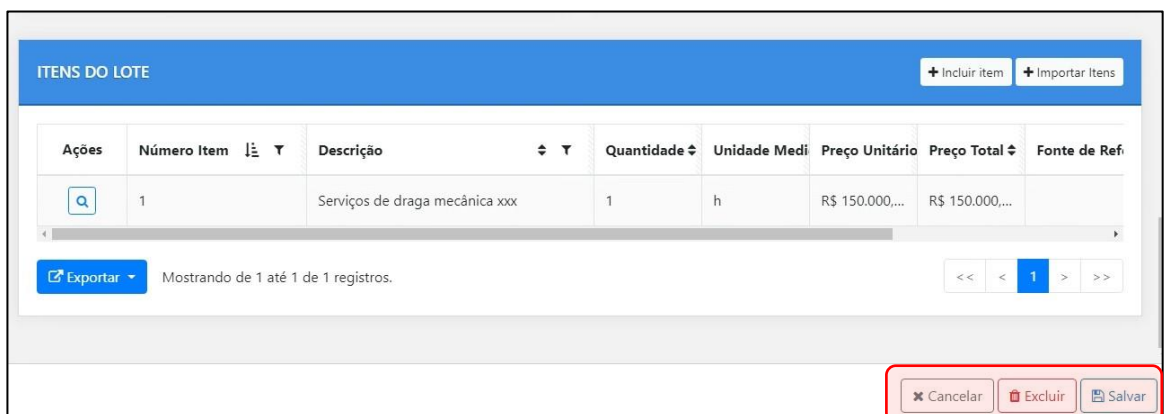 ITENS DO LOTE
Incluir item
Importar Itens
Ações Número Item Descrição Quantidade Unidade Medi Preço Unitário Preço Total Fonte de Ref
1 Serviços de draga mecânica xxx 1 h R$ 150.000,... R$ 150.000,...
Exportar Mostrando de 1 até 1 de 1 registros. << < 1 > >>
Cancelar Excluir Salvar